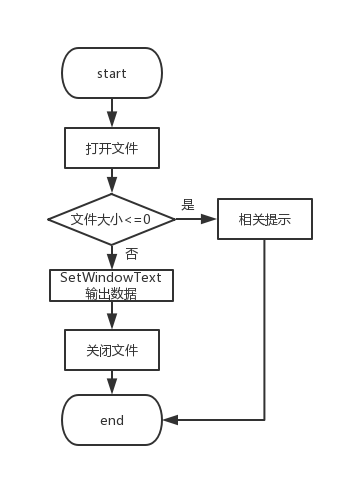 start
打开文件
文件大小<=0
是
相关提示
否
SetWindowText
输出数据
关闭文件
end